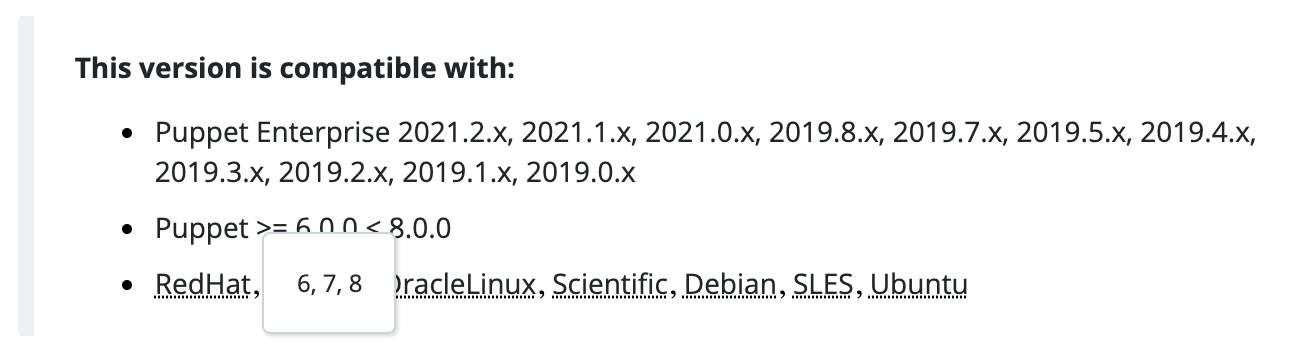 This version is compatible with:
Puppet Enterprise 2021.2.x, 2021.1.x, 2021.0.x, 2019.8.x, 2019.7.x, 2019.5.x, 2019.4.x,
2019.3.x, 2019.2.x, 2019.1.x, 2019.0.x
Puppet >= 6.0.0 < 8.0.0
RedHat, 6, 7, 8 OracleLinux, Scientific, Debian, SLES, Ubuntu